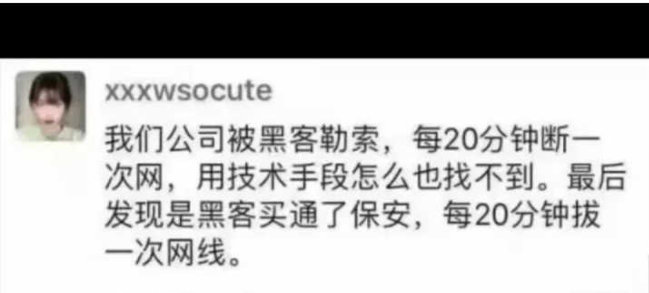 xxxwsocute
我们公司被黑客勒索，每20分钟断一
次网，用技术手段怎么也找不到。最后
发现是黑客买通了保安，每20分钟拔
一次网线。